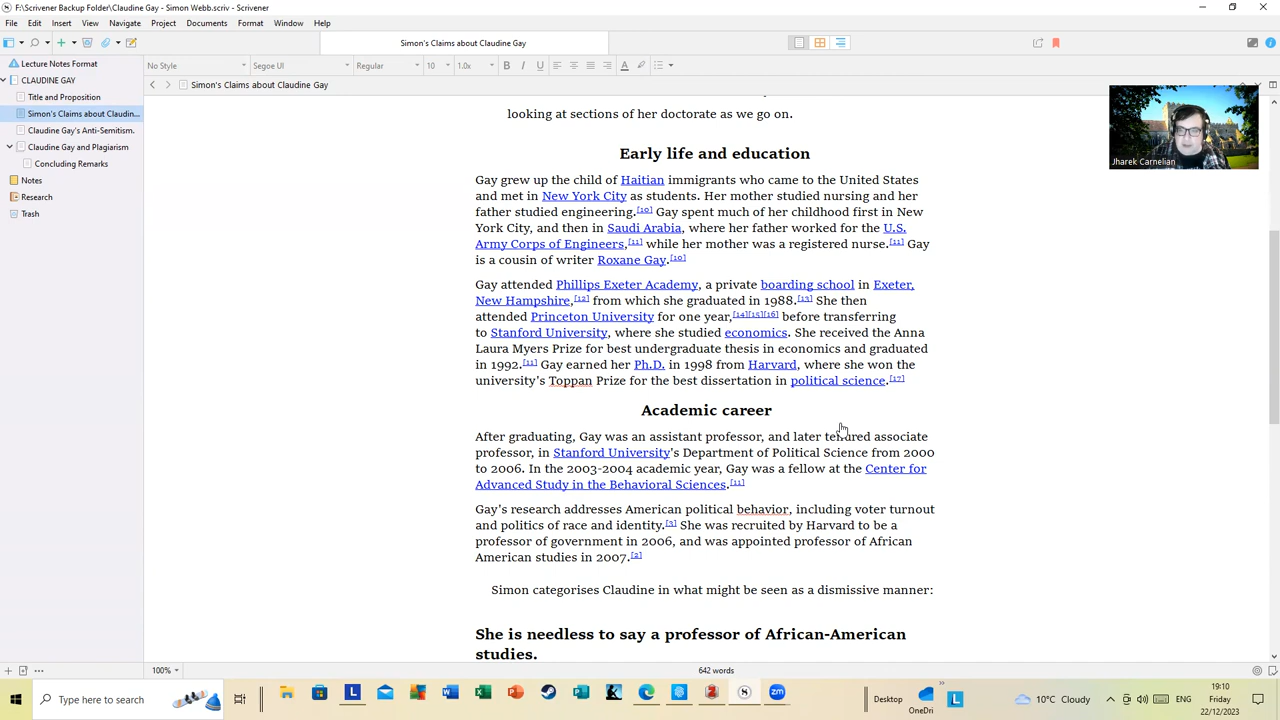 F:\Scrivener Backup Folder\Claudine Gay - Simon Webb.scriv - Scrivener
File Edit Insert View Navigate Project Documents Format Window Help
Simon's Claims about Claudine Gay
No Style Segoe UI Regular 10 1.0x B I U A
Simon's Claims about Claudine Gay
Lecture Notes Format
CLAUDINE GAY
Title and Proposition
Simon's Claims about Claudin...
Claudine Gay's Anti-Semitism.
Claudine Gay and Plagiarism
Concluding Remarks
Notes
Research
Trash
looking at sections of her doctorate as we go on.
Early life and education
Gay grew up the child of Haitian immigrants who came to the United States
and met in New York City as students. Her mother studied nursing and her
father studied engineering.[10] Gay spent much of her childhood first in New
York City, and then in Saudi Arabia, where her father worked for the U.S.
Army Corps of Engineers,[11] while her mother was a registered nurse.[11] Gay
is a cousin of writer Roxane Gay.[10]
Gay attended Phillips Exeter Academy, a private boarding school in Exeter,
New Hampshire,[12] from which she graduated in 1988.[13] She then
attended Princeton University for one year,[14][15][16] before transferring
to Stanford University, where she studied economics. She received the Anna
Laura Myers Prize for best undergraduate thesis in economics and graduated
in 1992.[11] Gay earned her Ph.D. in 1998 from Harvard, where she won the
university's Toppan Prize for the best dissertation in political science.[17]
Academic career
After graduating, Gay was an assistant professor, and later tenured associate
professor, in Stanford University's Department of Political Science from 2000
to 2006. In the 2003-2004 academic year, Gay was a fellow at the Center for
Advanced Study in the Behavioral Sciences.[11]
Gay's research addresses American political behavior, including voter turnout
and politics of race and identity.[3] She was recruited by Harvard to be a
professor of government in 2006, and was appointed professor of African
American studies in 2007.[2]
Simon categorises Claudine in what might be seen as a dismissive manner:
She is needless to say a professor of African-American
studies.
Jharek Carnelian
100% 642 words
Type here to search
Desktop
OneDri
10°C Cloudy
ENG
19:10
Friday
22/12/2023